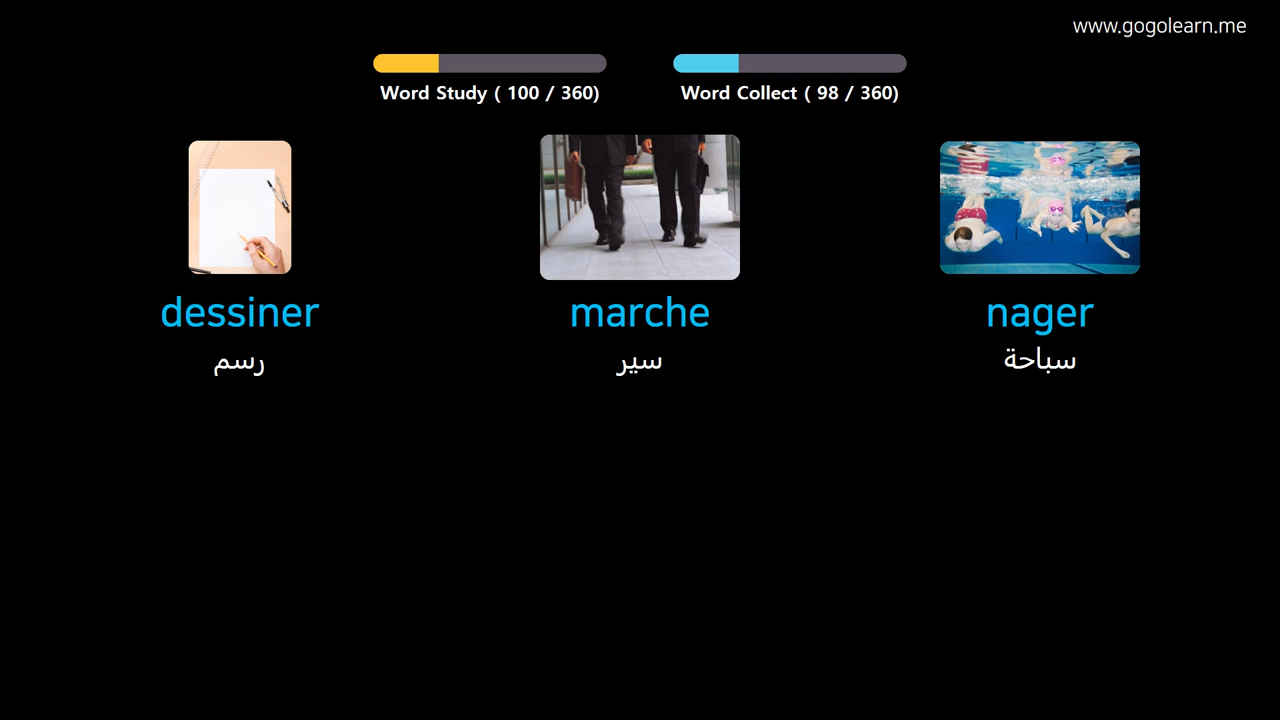 www.gogolearn.me
Word Study ( 100 / 360)
Word Collect ( 98 / 360)
dessiner
marche
nager
رسم
سير
سباحة